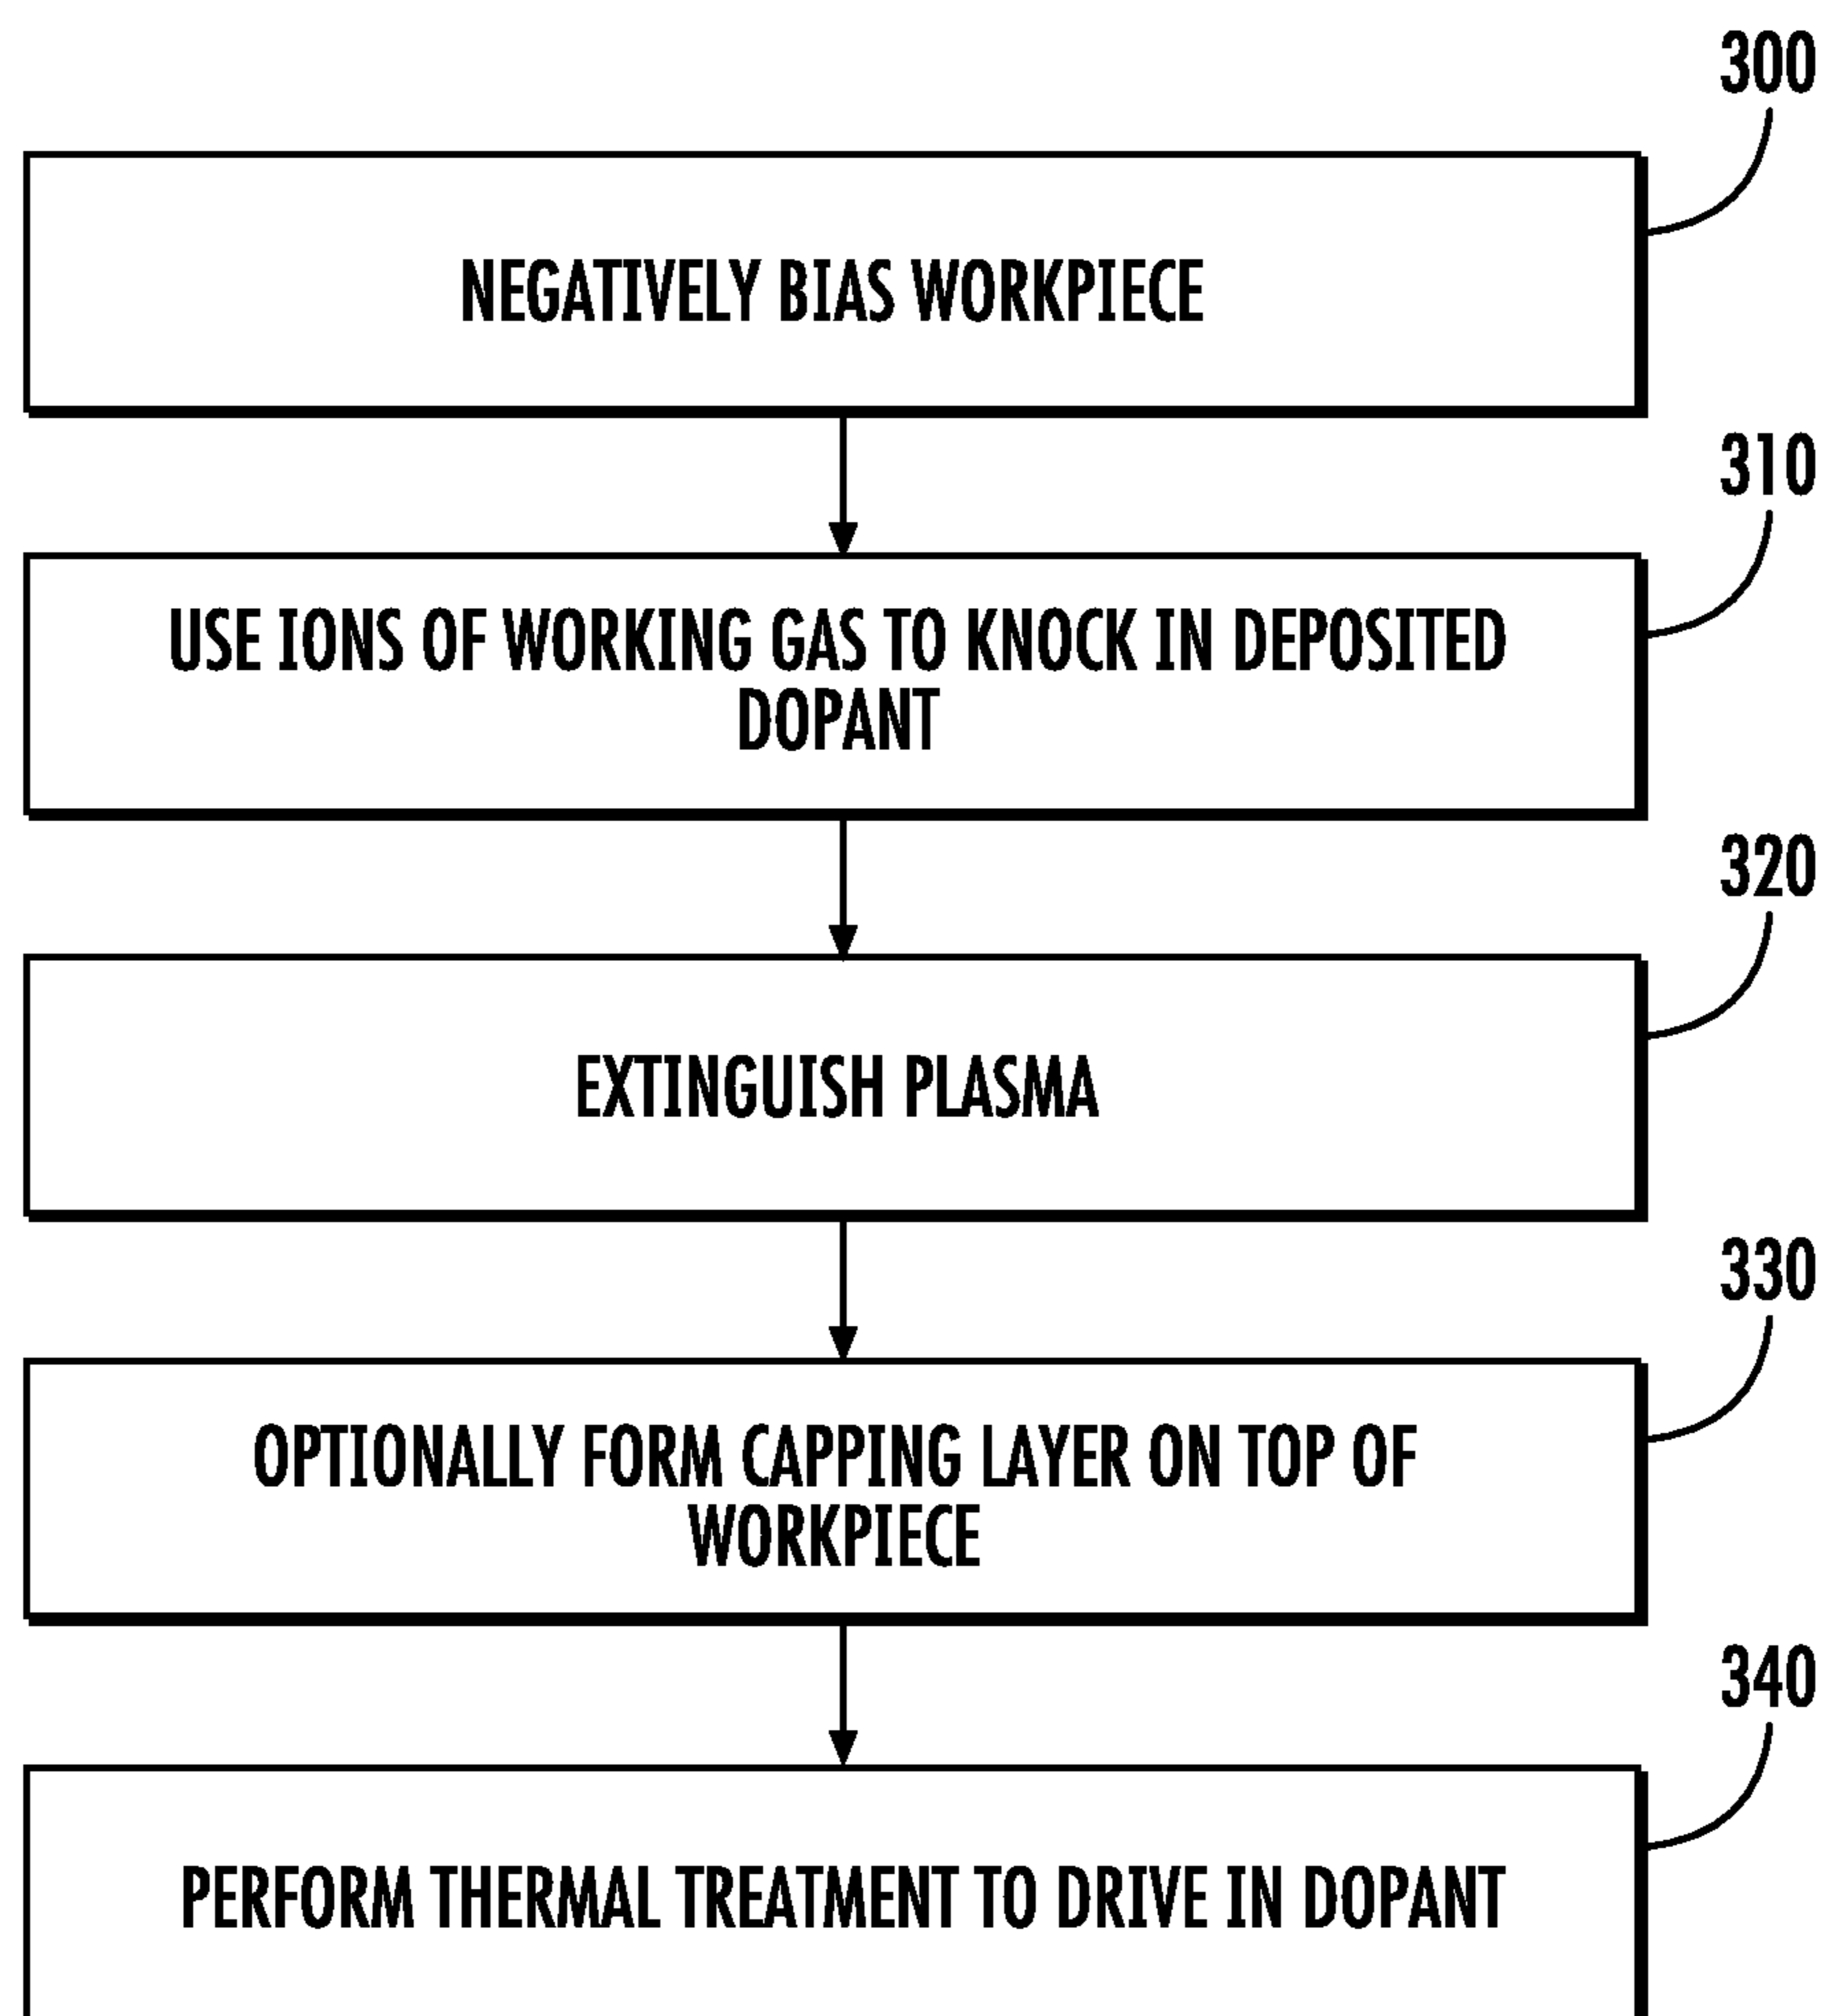 300
NEGATIVELY BIAS WORKPIECE
310
USE IONS OF WORKING GAS TO KNOCK IN DEPOSITED
DOPANT
320
EXTINGUISH PLASMA
330
OPTIONALLY FORM CAPPING LAYER ON TOP OF
WORKPIECE
340
PERFORM THERMAL TREATMENT TO DRIVE IN DOPANT